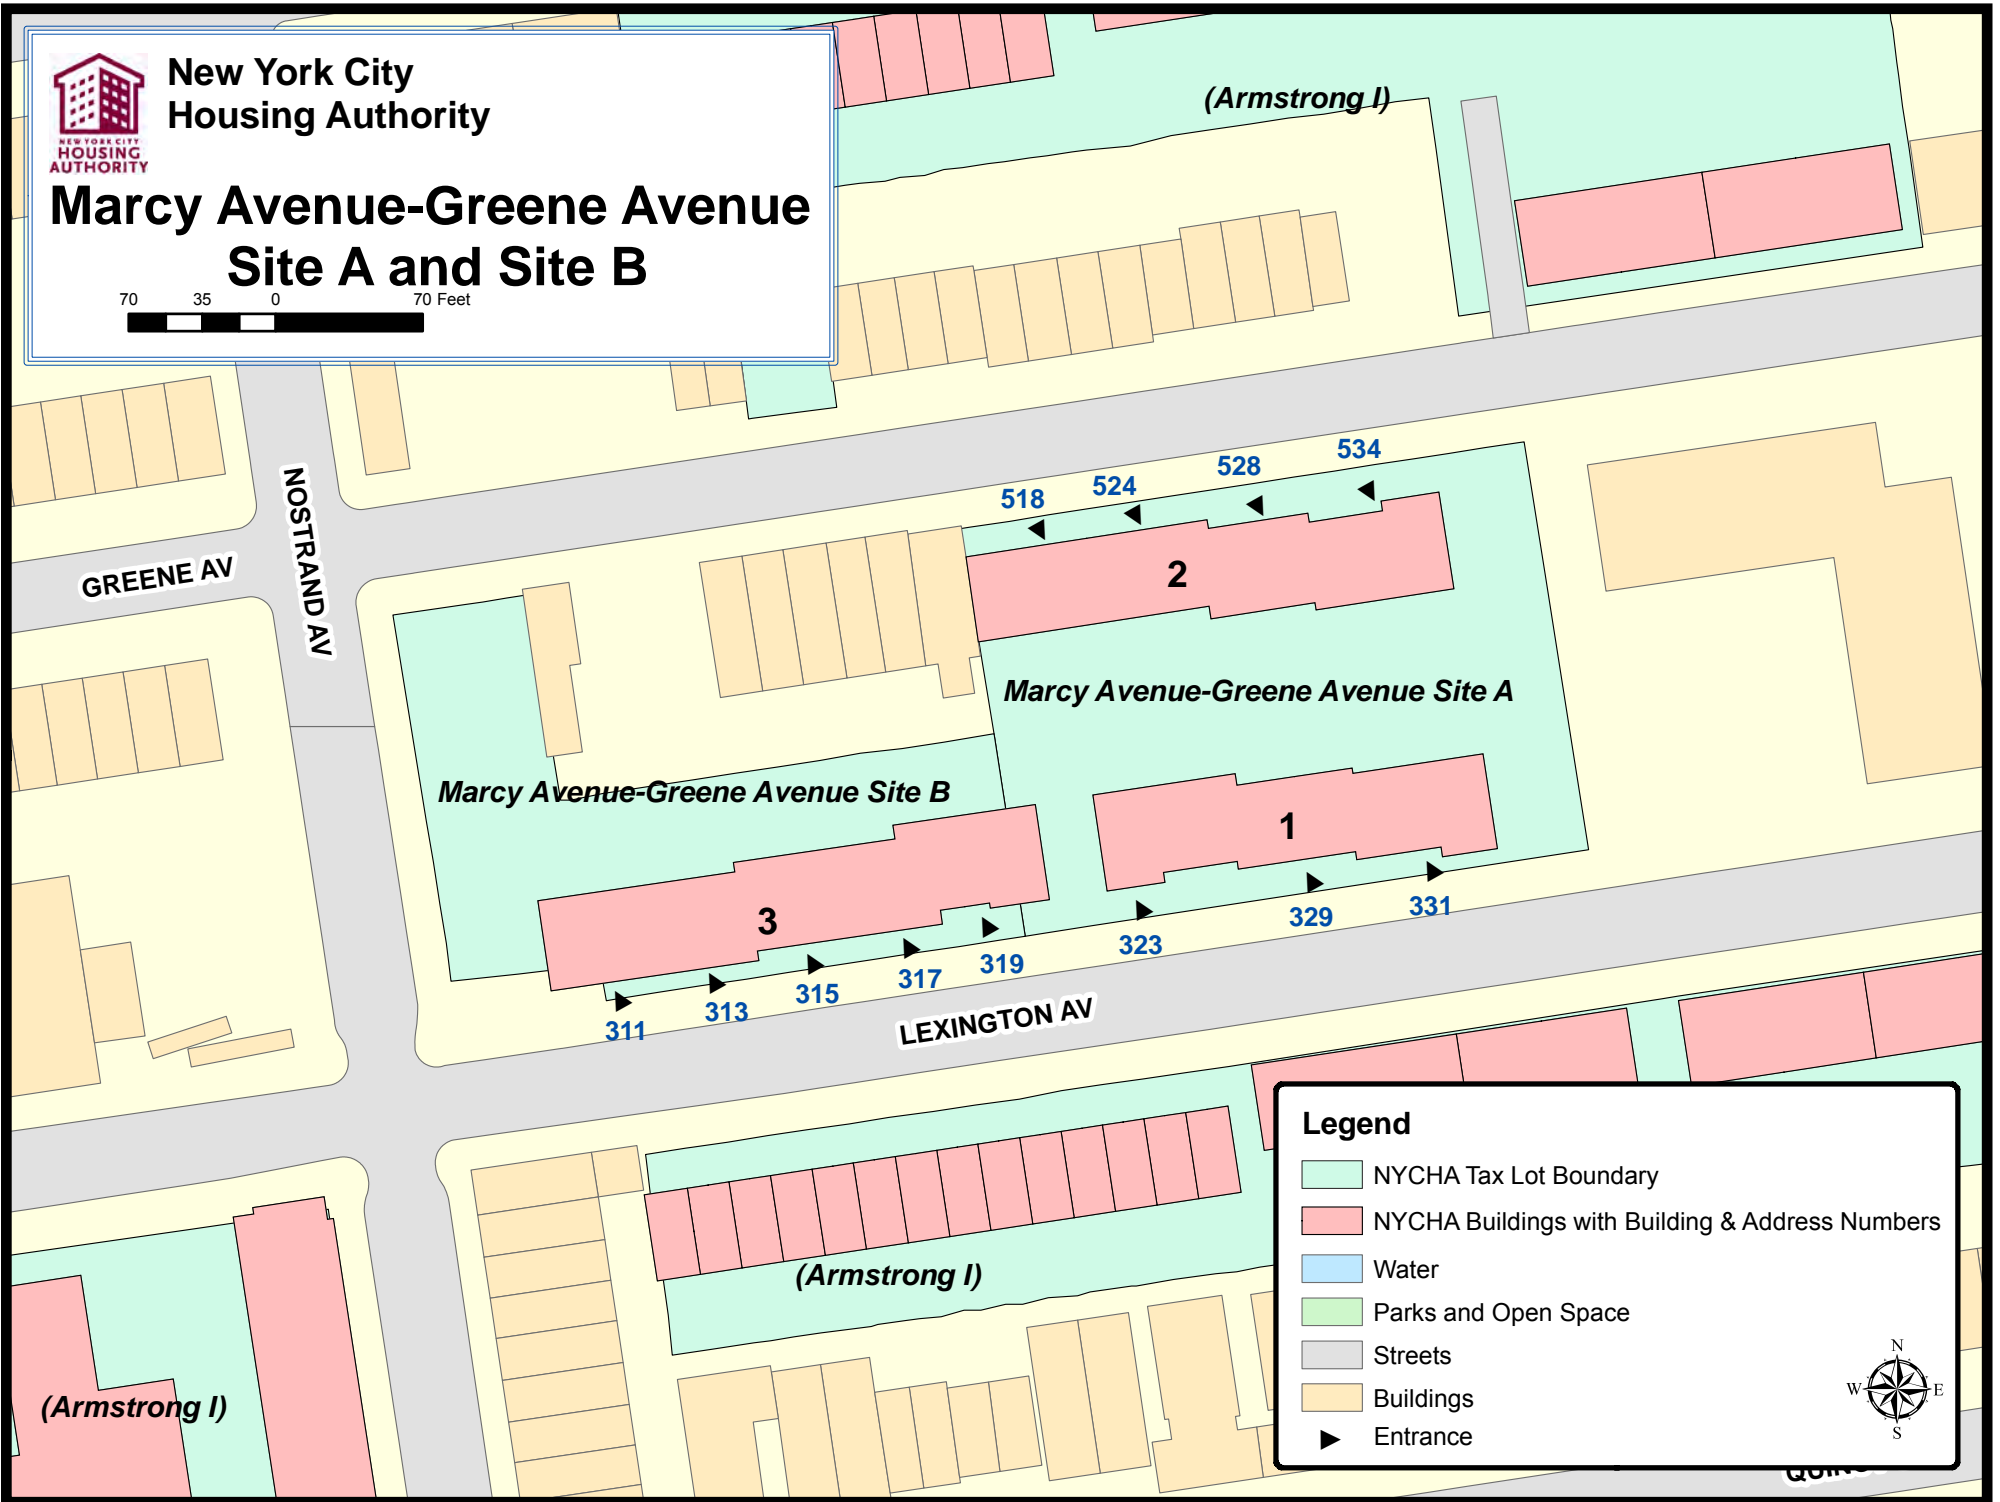 New York City
Housing Authority
NEW YORK CITY
HOUSING
AUTHORITY
Marcy Avenue-Greene Avenue
Site A and Site B
70 35 0 70 Feet
(Armstrong I)
NOSTRAND AV
GREENE AV
518 524 528 534
2
Marcy Avenue-Greene Avenue Site A
Marcy Avenue-Greene Avenue Site B
1
3
311 313 315 317 319 323 329 331
LEXINGTON AV
(Armstrong I)
(Armstrong I)
Legend
NYCHA Tax Lot Boundary
NYCHA Buildings with Building & Address Numbers
Water
Parks and Open Space
Streets
Buildings
Entrance
N
W E
S